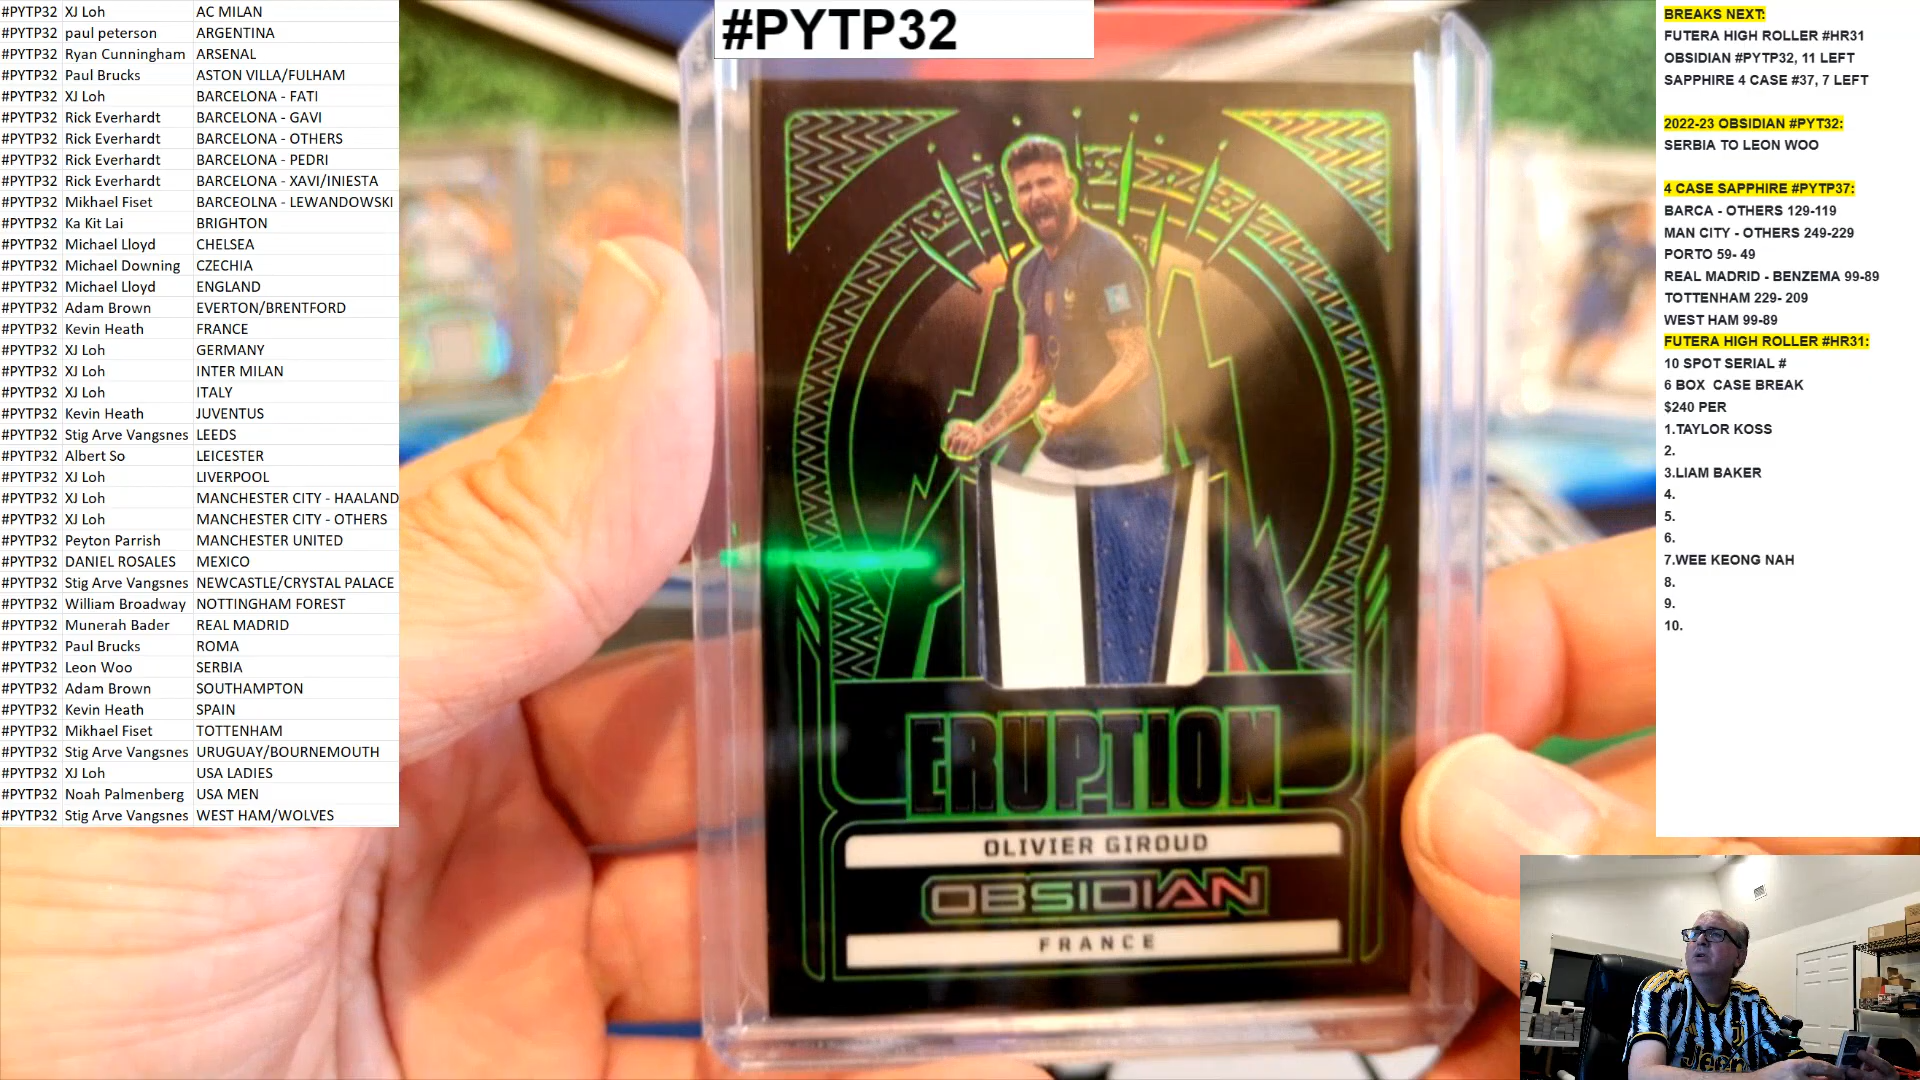 #PYTP32 XJ Loh AC MILAN
#PYTP32 paul peterson ARGENTINA
#PYTP32 Ryan Cunningham ARSENAL
#PYTP32 Paul Brucks ASTON VILLA/FULHAM
#PYTP32 XJ Loh BARCELONA - FATI
#PYTP32 Rick Everhardt BARCELONA - GAVI
#PYTP32 Rick Everhardt BARCELONA - OTHERS
#PYTP32 Rick Everhardt BARCELONA - PEDRI
#PYTP32 Rick Everhardt BARCELONA - XAVI/INIESTA
#PYTP32 Mikhael Fiset BARCEOLNA - LEWANDOWSKI
#PYTP32 Ka Kit Lai BRIGHTON
#PYTP32 Michael Lloyd CHELSEA
#PYTP32 Michael Downing CZECHIA
#PYTP32 Michael Lloyd ENGLAND
#PYTP32 Adam Brown EVERTON/BRENTFORD
#PYTP32 Kevin Heath FRANCE
#PYTP32 XJ Loh GERMANY
#PYTP32 XJ Loh INTER MILAN
#PYTP32 XJ Loh ITALY
#PYTP32 Kevin Heath JUVENTUS
#PYTP32 Stig Arve Vangsnes LEEDS
#PYTP32 Albert So LEICESTER
#PYTP32 XJ Loh LIVERPOOL
#PYTP32 XJ Loh MANCHESTER CITY - HAALAND
#PYTP32 XJ Loh MANCHESTER CITY - OTHERS
#PYTP32 Peyton Parrish MANCHESTER UNITED
#PYTP32 DANIEL ROSALES MEXICO
#PYTP32 Stig Arve Vangsnes NEWCASTLE/CRYSTAL PALACE
#PYTP32 William Broadway NOTTINGHAM FOREST
#PYTP32 Munerah Bader REAL MADRID
#PYTP32 Paul Brucks ROMA
#PYTP32 Leon Woo SERBIA
#PYTP32 Adam Brown SOUTHAMPTON
#PYTP32 Kevin Heath SPAIN
#PYTP32 Mikhael Fiset TOTTENHAM
#PYTP32 Stig Arve Vangsnes URUGUAY/BOURNEMOUTH
#PYTP32 XJ Loh USA LADIES
#PYTP32 Noah Palmenberg USA MEN
#PYTP32 Stig Arve Vangsnes WEST HAM/WOLVES
#PYTP32
ERUPTION
OLIVIER GIROUD
OBSIDIAN
FRANCE
BREAKS NEXT:
FUTERA HIGH ROLLER #HR31
OBSIDIAN #PYTP32, 11 LEFT
SAPPHIRE 4 CASE #37, 7 LEFT
2022-23 OBSIDIAN #PYT32:
SERBIA TO LEON WOO
4 CASE SAPPHIRE #PYTP37:
BARCA - OTHERS 129-119
MAN CITY - OTHERS 249-229
PORTO 59- 49
REAL MADRID - BENZEMA 99-89
TOTTENHAM 229- 209
WEST HAM 99-89
FUTERA HIGH ROLLER #HR31:
10 SPOT SERIAL #
6 BOX CASE BREAK
$240 PER
1.TAYLOR KOSS
2.
3.LIAM BAKER
4.
5.
6.
7.WEE KEONG NAH
8.
9.
10.
Jeep